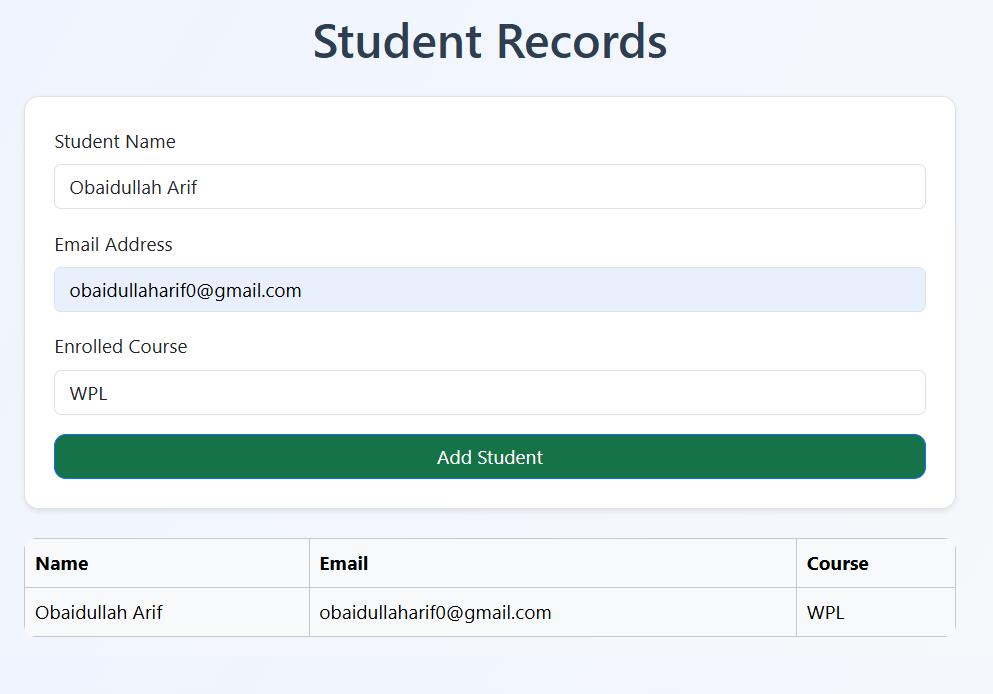 Student Records
Student Name
Obaidullah Arif
Email Address
obaidullaharif0@gmail.com
Enrolled Course
WPL
Add Student
Name Email Course
Obaidullah Arif obaidullaharif0@gmail.com WPL